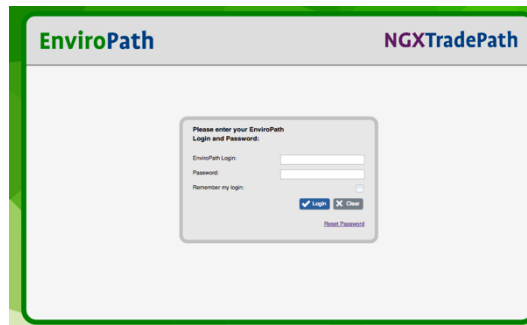 EnviroPath
NGXTradePath
Please enter your EnviroPath
Login and Password:
EnviroPath Login:
Password:
Remember my login:
Login
Clear
Reset Password